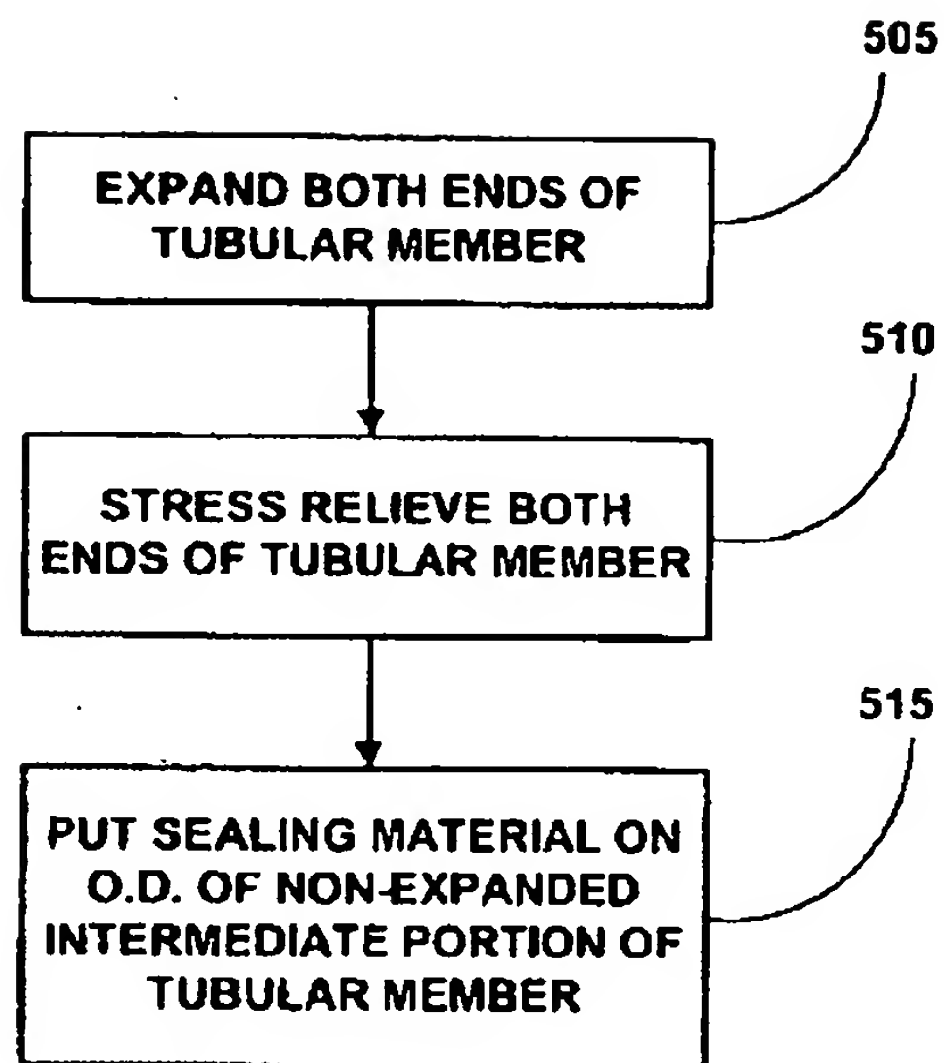 505
EXPAND BOTH ENDS OF
TUBULAR MEMBER
510
STRESS RELIEVE BOTH
ENDS OF TUBULAR MEMBER
515
PUT SEALING MATERIAL ON
O.D. OF NON-EXPANDED
INTERMEDIATE PORTION OF
TUBULAR MEMBER